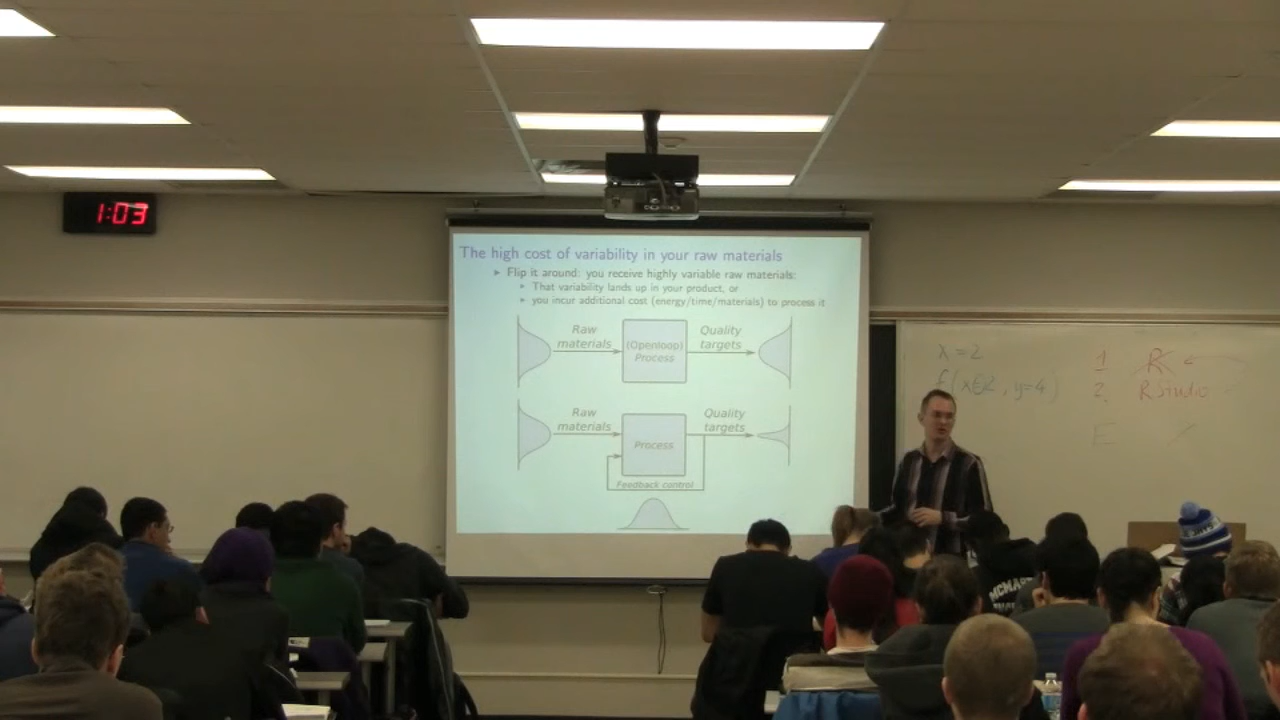 1:03
The high cost of variability in your raw materials
Flip it around: you receive highly variable raw materials:
That variability lands up in your product, or
you incur additional cost (energy/time/materials) to process it
Raw materials
(Openloop) Process
Quality targets
Raw materials
Process
Quality targets
Feedback control
x=2
, y=4)
1
R
2,
RStudio
E